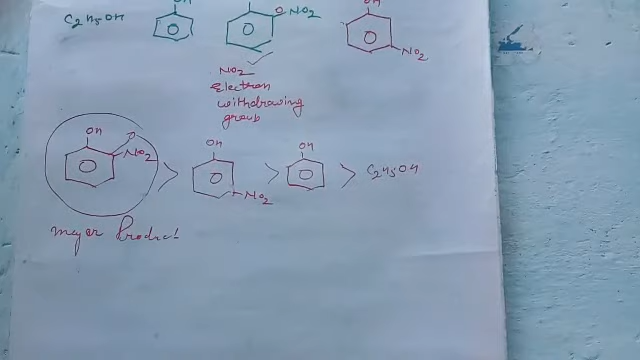 C2H5OH OH NO2 OH NO2
NO2
Electron
withdrawing
group
OH NO2 > OH NO2 > OH > C2H5OH
major Product